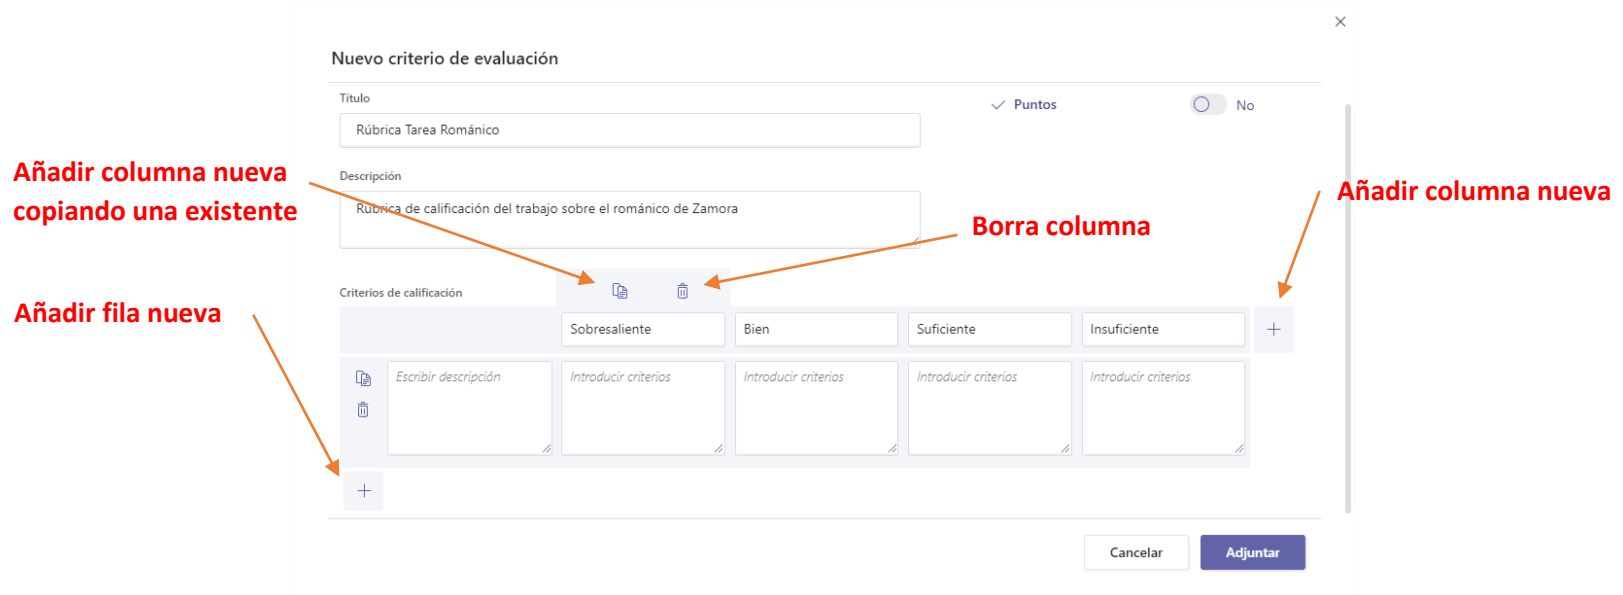 Nuevo criterio de evaluación
Título
Puntos
No
Rúbrica Tarea Románico
Añadir columna nueva
copiando una existente
Descripción
Rúbrica de calificación del trabajo sobre el románico de Zamora
Borra columna
Añadir columna nueva
Criterios de calificación
Añadir fila nueva
Sobresaliente
Bien
Suficiente
Insuficiente
Escribir descripción
Introducir criterios
Introducir criterios
Introducir criterios
Introducir criterios
Cancelar
Adjuntar